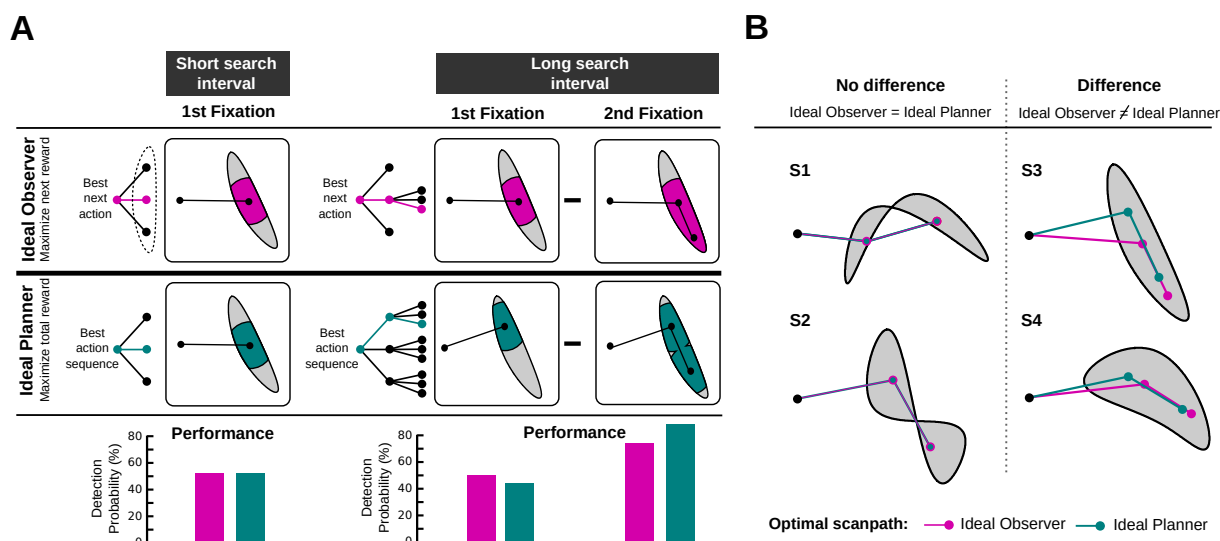 A
Short search
interval
Long search
interval
1st Fixation
1st Fixation
2nd Fixation
Ideal Observer
Maximize next reward
Best
next
action
Best
next
action
Ideal Planner
Maximize total reward
Best
action
sequence
Best
action
sequence
Performance
Detection
Probability (%)
80
60
40
20
0
Performance
Detection
Probability (%)
80
60
40
20
0
B
No difference
Ideal Observer = Ideal Planner
Difference
Ideal Observer ≠ Ideal Planner
S1
S3
S2
S4
Optimal scanpath:
Ideal Observer
Ideal Planner